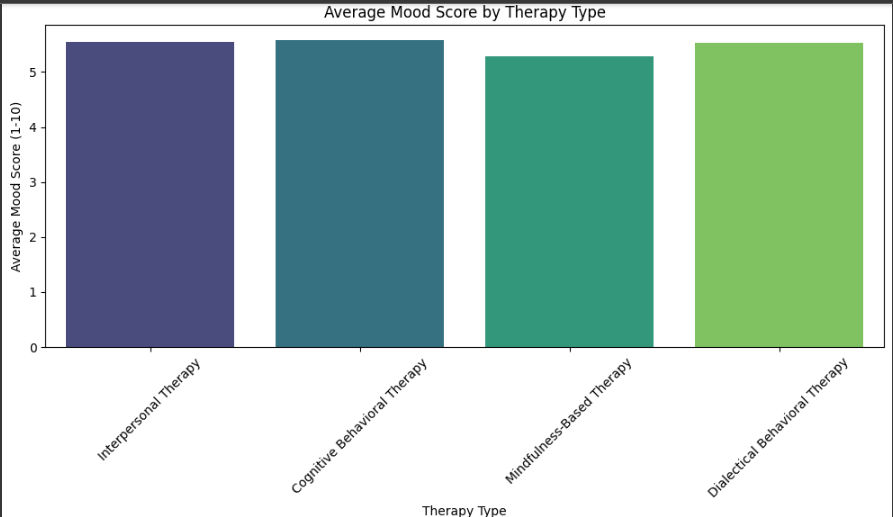 Average Mood Score by Therapy Type
Average Mood Score (1-10)
5
4
3
2
1
0
Interpersonal Therapy
Cognitive Behavioral Therapy
Mindfulness-Based Therapy
Dialectical Behavioral Therapy
Therapy Type